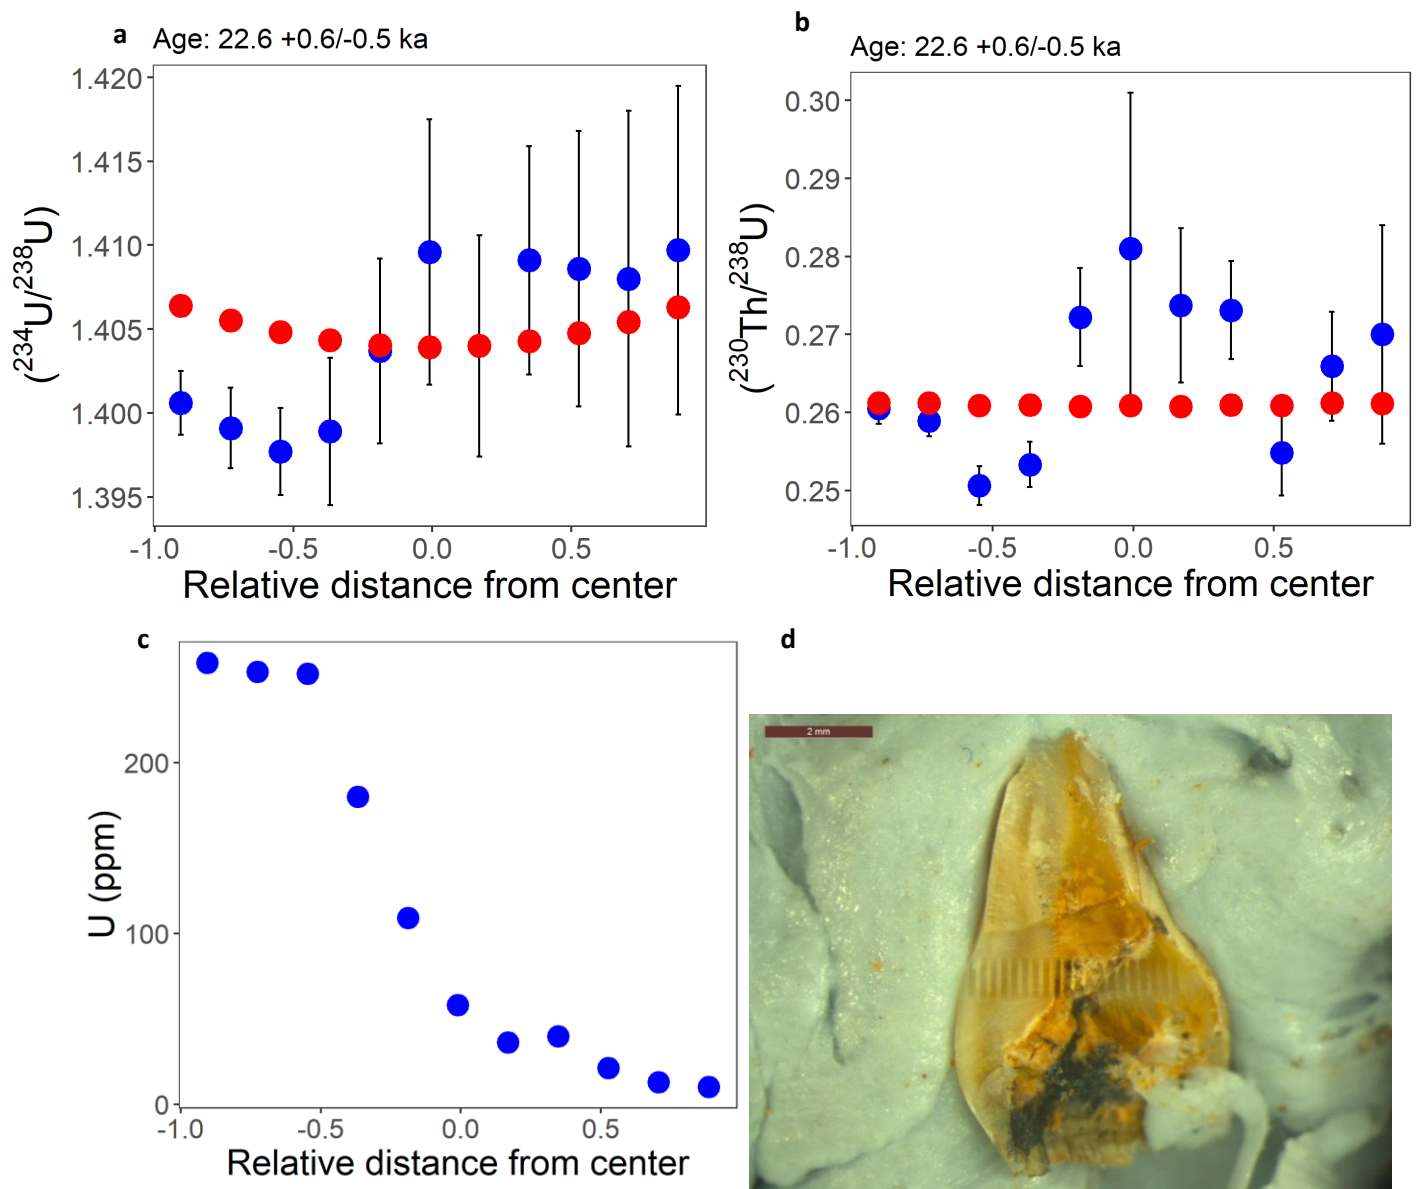 a Age: 22.6 +0.6/-0.5 ka
1.420
1.415
1.410
1.405
1.400
1.395
(²³⁴U/²³⁸U)
-1.0 -0.5 0.0 0.5
Relative distance from center
b
Age: 22.6 +0.6/-0.5 ka
0.30
0.29
0.28
0.27
0.26
0.25
(²³⁰Th/²³⁸U)
-1.0 -0.5 0.0 0.5
Relative distance from center
c
200
100
0
U (ppm)
-1.0 -0.5 0.0 0.5
Relative distance from center
d
2 mm